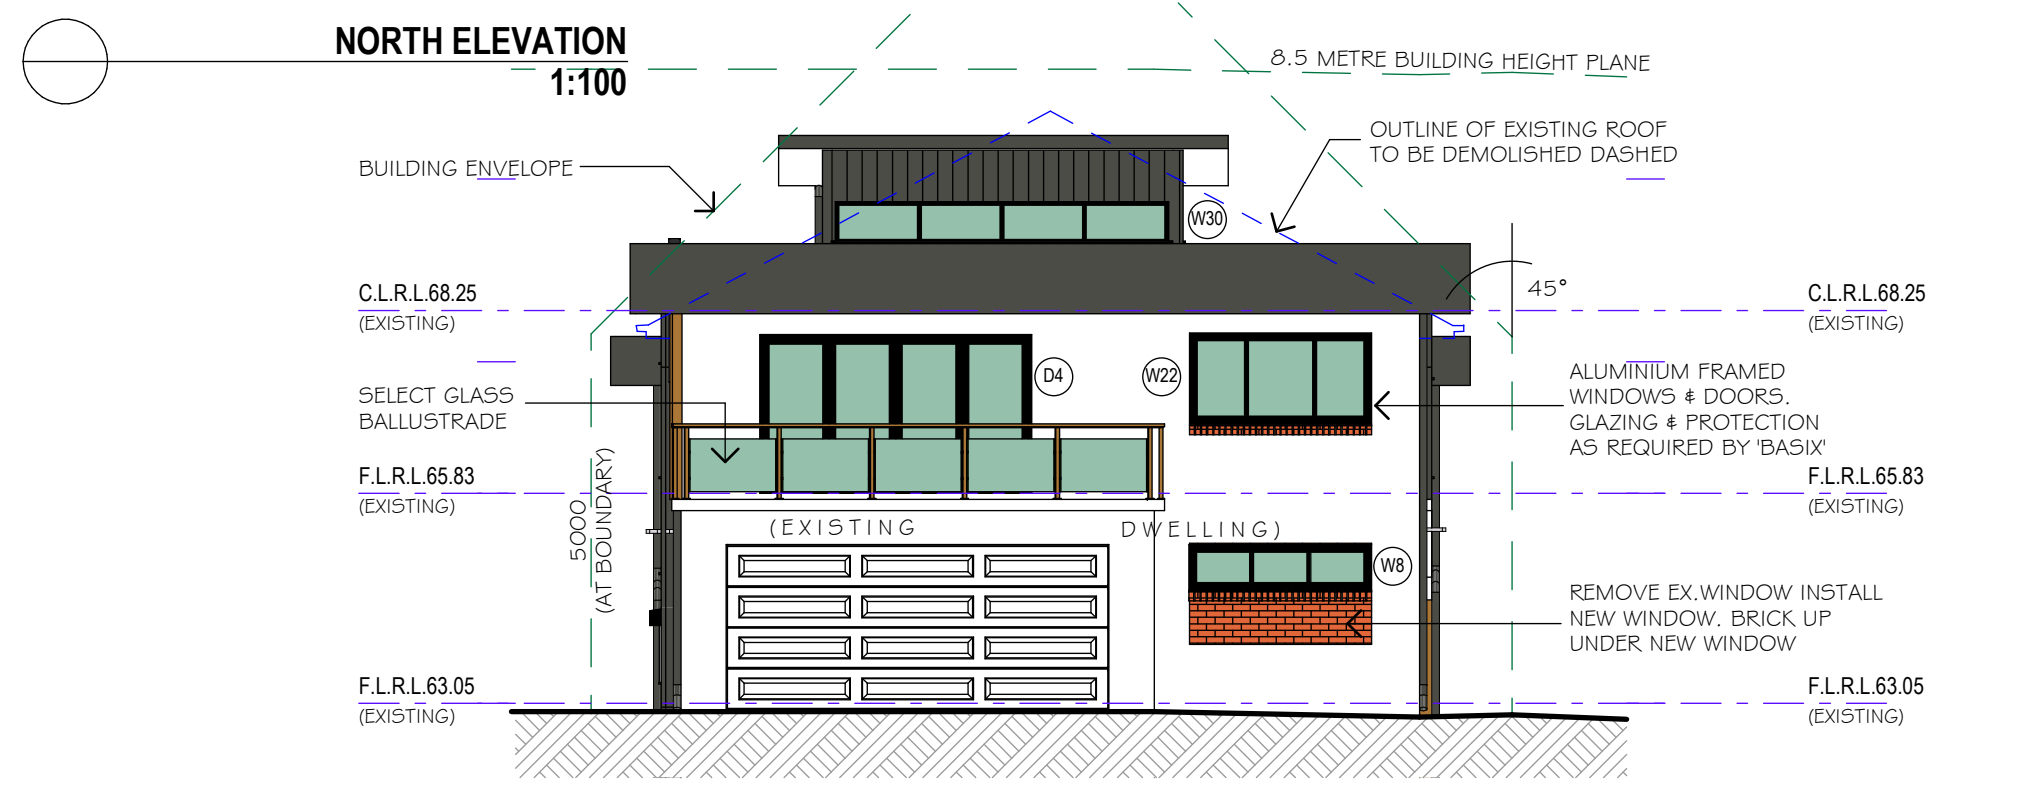 NORTH ELEVATION
1:100
8.5 METRE BUILDING HEIGHT PLANE
OUTLINE OF EXISTING ROOF
TO BE DEMOLISHED DASHED
BUILDING ENVELOPE
W30
45°
C.L.R.L.68.25
(EXISTING)
C.L.R.L.68.25
(EXISTING)
D4
W22
SELECT GLASS
BALLUSTRADE
ALUMINIUM FRAMED
WINDOWS & DOORS.
GLAZING & PROTECTION
AS REQUIRED BY 'BASIX'
F.L.R.L.65.83
(EXISTING)
F.L.R.L.65.83
(EXISTING)
5000
(AT BOUNDARY)
(EXISTING DWELLING)
W8
REMOVE EX.WINDOW INSTALL
NEW WINDOW. BRICK UP
UNDER NEW WINDOW
F.L.R.L.63.05
(EXISTING)
F.L.R.L.63.05
(EXISTING)